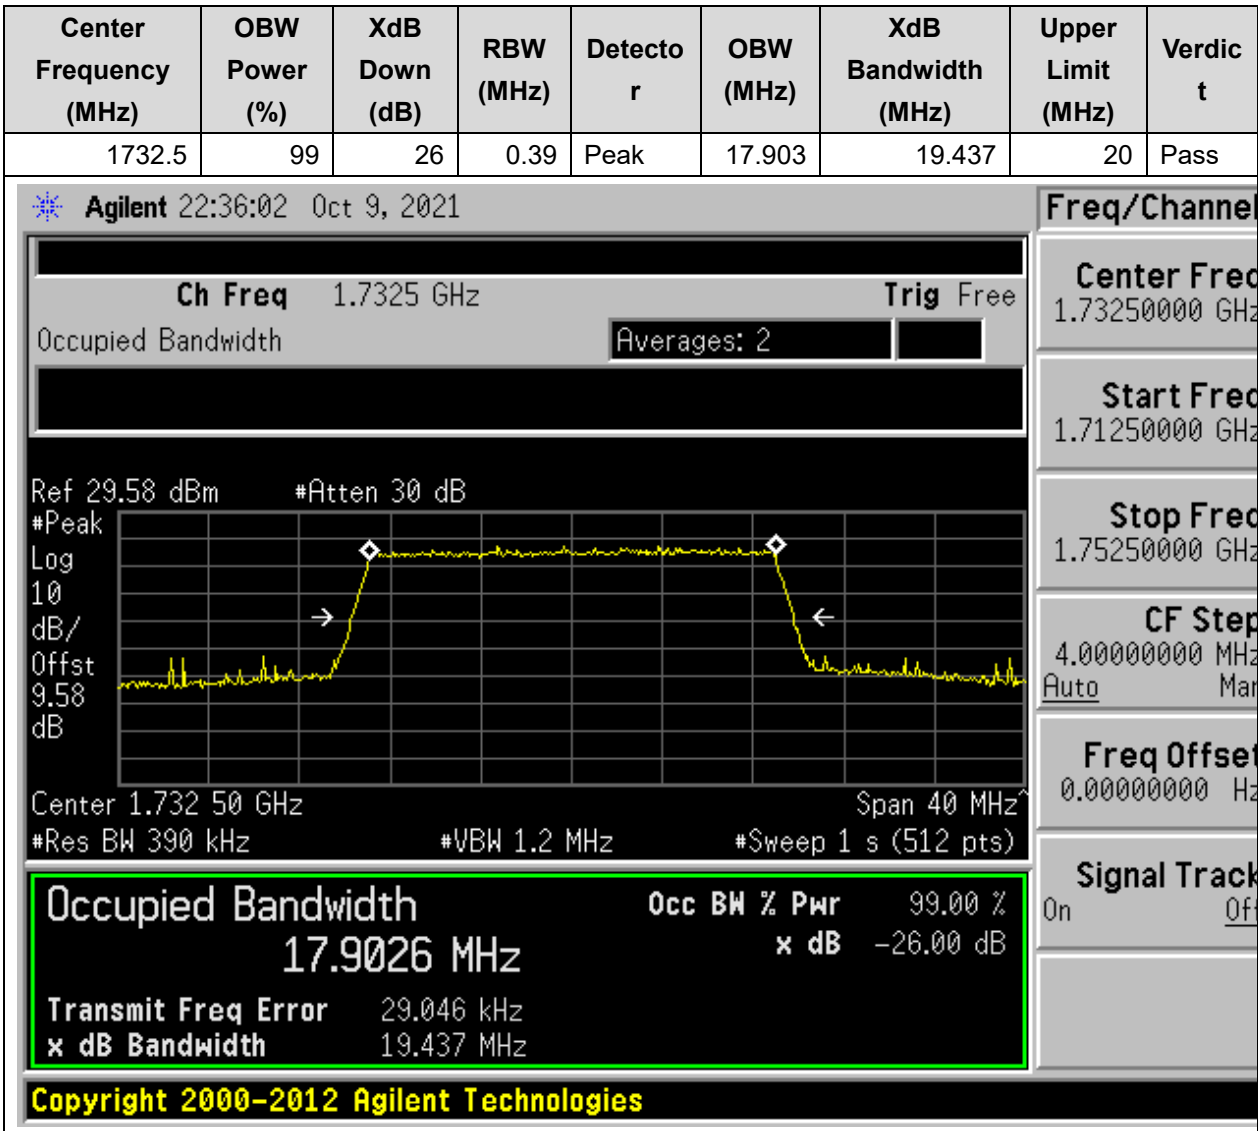 Center Frequency (MHz) OBW Power (%) XdB Down (dB) RBW (MHz) Detector OBW (MHz) XdB Bandwidth (MHz) Upper Limit (MHz) Verdict
1732.5 99 26 0.39 Peak 17.903 19.437 20 Pass
Agilent 22:36:02 Oct 9, 2021
Freq/Channel
Ch Freq 1.7325 GHz Trig Free
Occupied Bandwidth Averages: 2
Center Freq
1.73250000 GHz
Start Freq
1.71250000 GHz
Stop Freq
1.75250000 GHz
CF Step
4.00000000 MHz
Auto Man
Freq Offset
0.00000000 Hz
Signal Track
On Off
Ref 29.58 dBm #Atten 30 dB
#Peak
Log
10
dB/
Offst
9.58
dB
Center 1.732 50 GHz Span 40 MHz^
#Res BW 390 kHz #VBW 1.2 MHz #Sweep 1 s (512 pts)
Occupied Bandwidth Occ BW % Pwr 99.00 %
17.9026 MHz x dB -26.00 dB
Transmit Freq Error 29.046 kHz
x dB Bandwidth 19.437 MHz
Copyright 2000-2012 Agilent Technologies